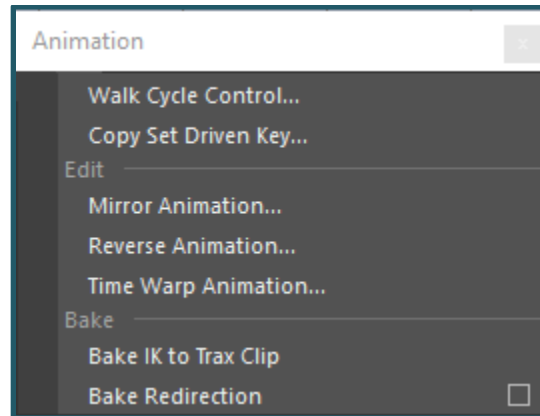 Animation
Walk Cycle Control...
Copy Set Driven Key...
Edit
Mirror Animation...
Reverse Animation...
Time Warp Animation...
Bake
Bake IK to Trax Clip
Bake Redirection